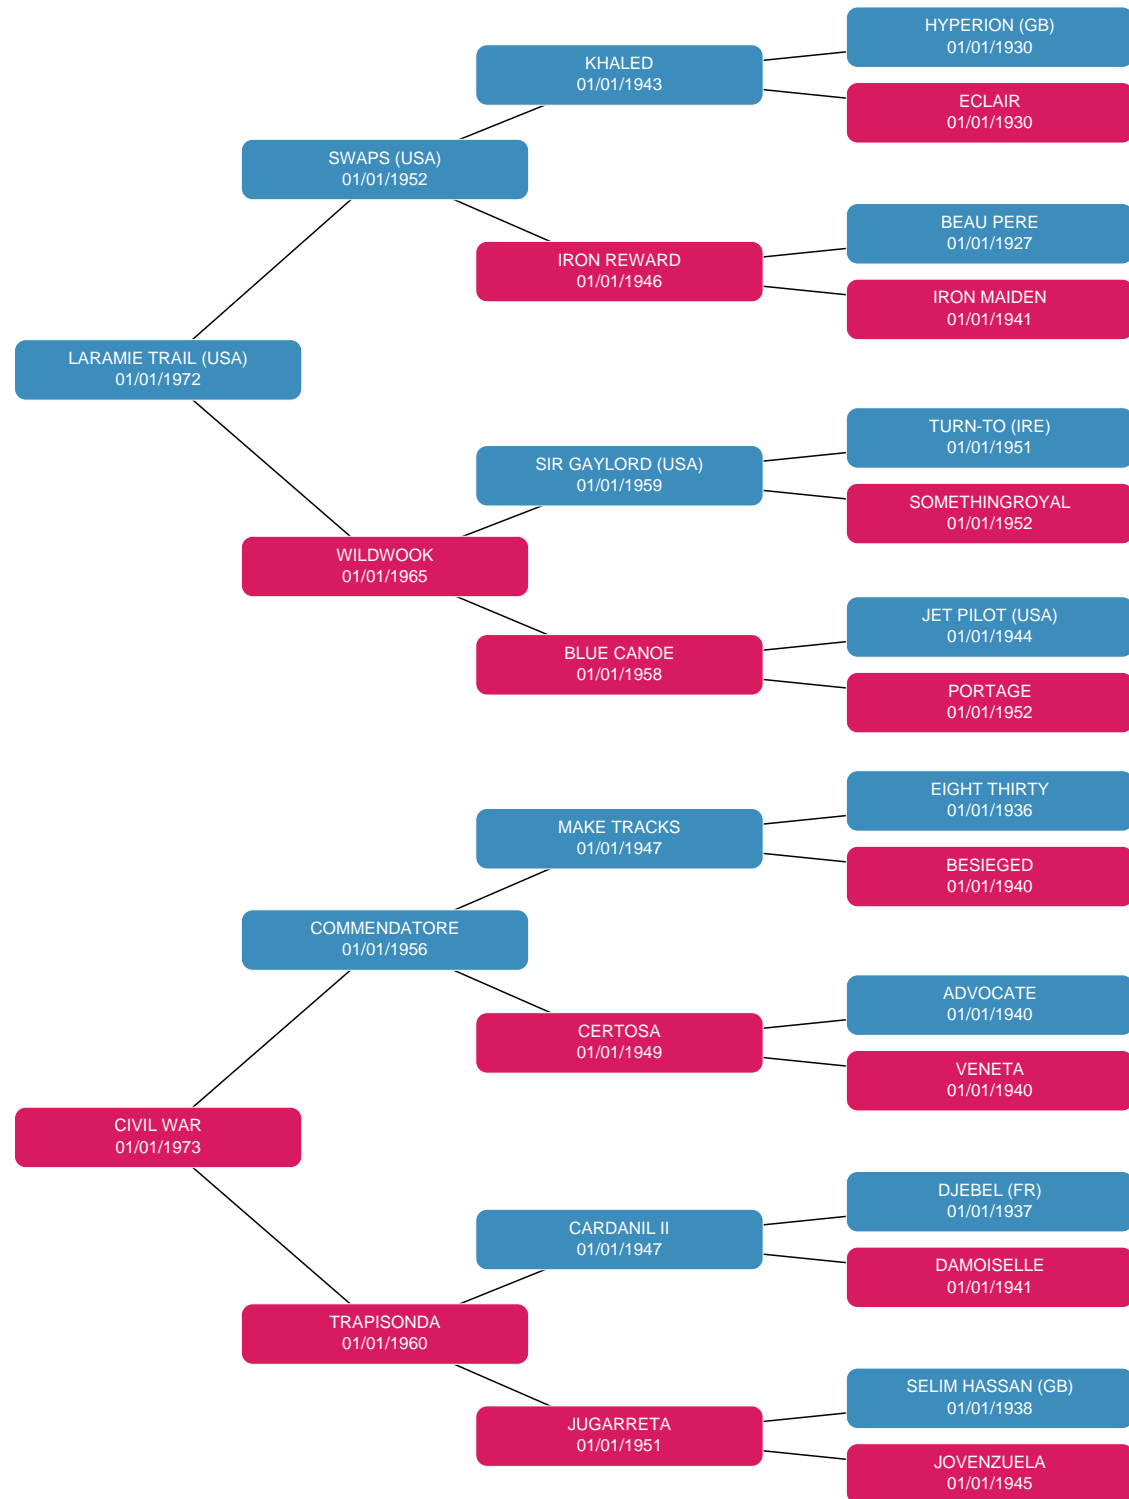 HYPERION (GB)
01/01/1930
KHALED
01/01/1943
ECLAIR
01/01/1930
SWAPS (USA)
01/01/1952
BEAU PERE
01/01/1927
IRON REWARD
01/01/1946
IRON MAIDEN
01/01/1941
LARAMIE TRAIL (USA)
01/01/1972
TURN-TO (IRE)
01/01/1951
SIR GAYLORD (USA)
01/01/1959
SOMETHINGROYAL
01/01/1952
WILDWOOK
01/01/1965
JET PILOT (USA)
01/01/1944
BLUE CANOE
01/01/1958
PORTAGE
01/01/1952
EIGHT THIRTY
01/01/1936
MAKE TRACKS
01/01/1947
BESIEGED
01/01/1940
COMMENDATORE
01/01/1956
ADVOCATE
01/01/1940
CERTOSA
01/01/1949
VENETA
01/01/1940
CIVIL WAR
01/01/1973
DJEBEL (FR)
01/01/1937
CARDANIL II
01/01/1947
DAMOISELLE
01/01/1941
TRAPISONDA
01/01/1960
SELIM HASSAN (GB)
01/01/1938
JUGARRETA
01/01/1951
JOVENZUELA
01/01/1945